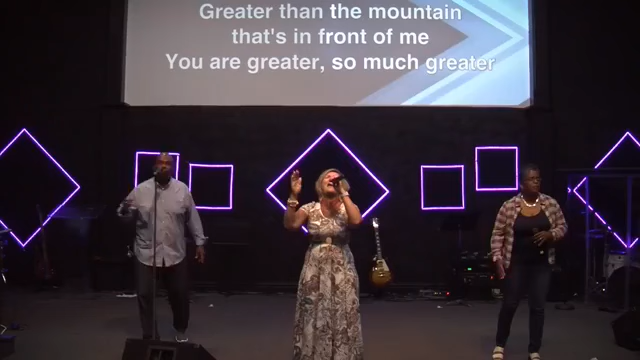 Greater than the mountain
that's in front of me
You are greater, so much greater